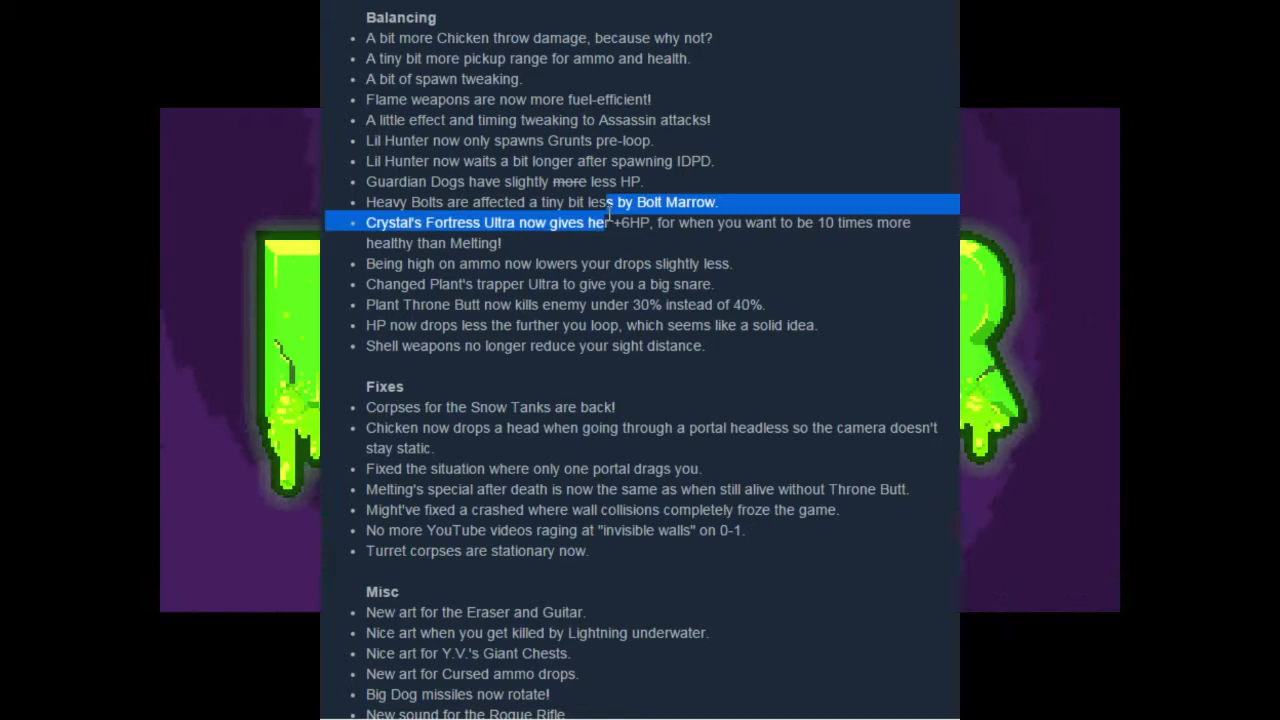 Balancing
A bit more Chicken throw damage, because why not?
A tiny bit more pickup range for ammo and health.
A bit of spawn tweaking.
Flame weapons are now more fuel-efficient!
A little effect and timing tweaking to Assassin attacks!
Lil Hunter now only spawns Grunts pre-loop.
Lil Hunter now waits a bit longer after spawning IDPD.
Guardian Dogs have slightly more less HP.
Heavy Bolts are affected a tiny bit less by Bolt Marrow.
Crystal's Fortress Ultra now gives her +6HP, for when you want to be 10 times more
healthy than Melting!
Being high on ammo now lowers your drops slightly less.
Changed Plant's trapper Ultra to give you a big snare.
Plant Throne Butt now kills enemy under 30% instead of 40%.
HP now drops less the further you loop, which seems like a solid idea.
Shell weapons no longer reduce your sight distance.
Fixes
Corpses for the Snow Tanks are back!
Chicken now drops a head when going through a portal headless so the camera doesn't
stay static.
Fixed the situation where only one portal drags you.
Melting's special after death is now the same as when still alive without Throne Butt.
Might've fixed a crashed where wall collisions completely froze the game.
No more YouTube videos raging at "invisible walls" on 0-1.
Turret corpses are stationary now.
Misc
New art for the Eraser and Guitar.
Nice art when you get killed by Lightning underwater.
Nice art for Y.V.'s Giant Chests.
New art for Cursed ammo drops.
Big Dog missiles now rotate!
New sound for the Rogue Rifle